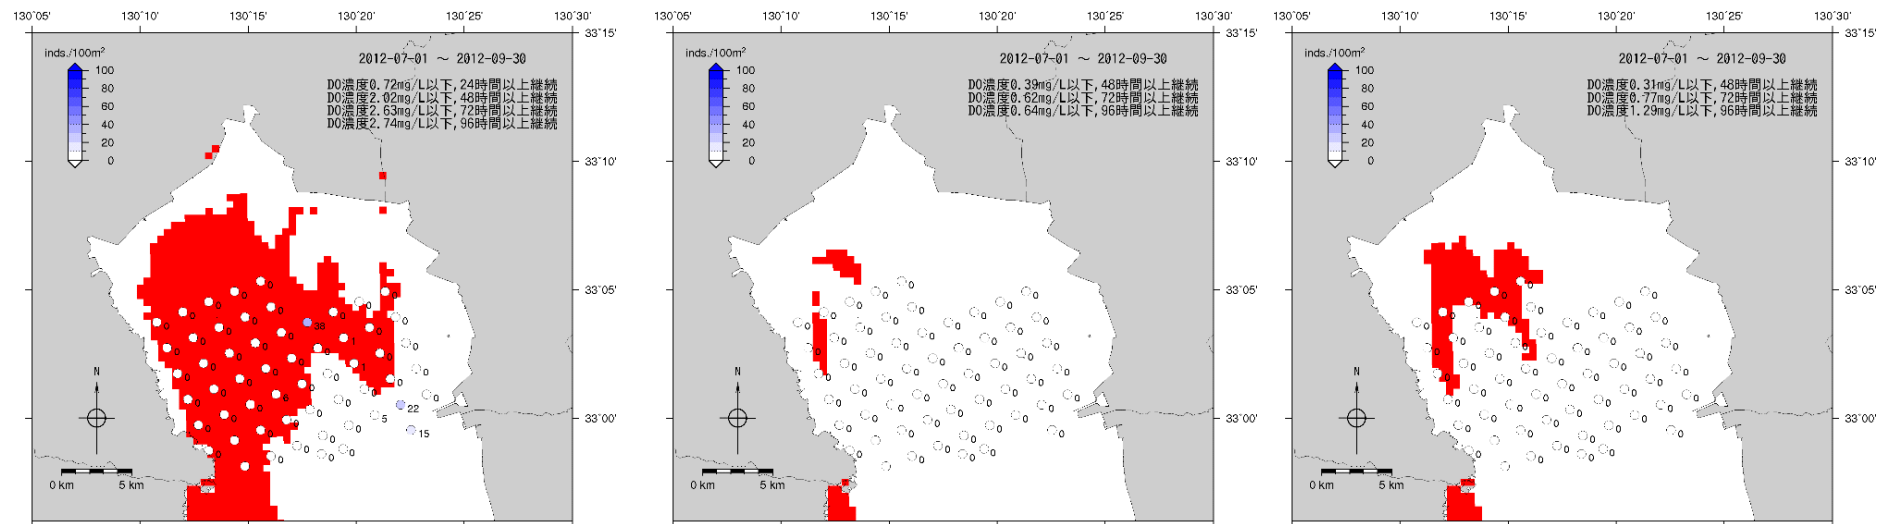 130°05' 130°10' 130°15' 130°20' 130°25' 130°30'
33°15'
inds./100m²
2012-07-01 ～ 2012-09-30
100
80
60
40
20
0
DO濃度0.72mg/L以下,24時間以上継続
DO濃度2.02mg/L以下,48時間以上継続
DO濃度2.63mg/L以下,72時間以上継続
DO濃度2.74mg/L以下,96時間以上継続
33°10'
33°05'
38
1
1
6
22
5
15
N
33°00'
0 km 5 km
130°05' 130°10' 130°15' 130°20' 130°25' 130°30'
33°15'
inds./100m²
2012-07-01 ～ 2012-09-30
100
80
60
40
20
0
DO濃度0.39mg/L以下,48時間以上継続
DO濃度0.62mg/L以下,72時間以上継続
DO濃度0.64mg/L以下,96時間以上継続
33°10'
33°05'
N
33°00'
0 km 5 km
130°05' 130°10' 130°15' 130°20' 130°25' 130°30'
33°15'
inds./100m²
2012-07-01 ～ 2012-09-30
100
80
60
40
20
0
DO濃度0.31mg/L以下,48時間以上継続
DO濃度0.77mg/L以下,72時間以上継続
DO濃度1.29mg/L以下,96時間以上継続
33°10'
33°05'
N
33°00'
0 km 5 km